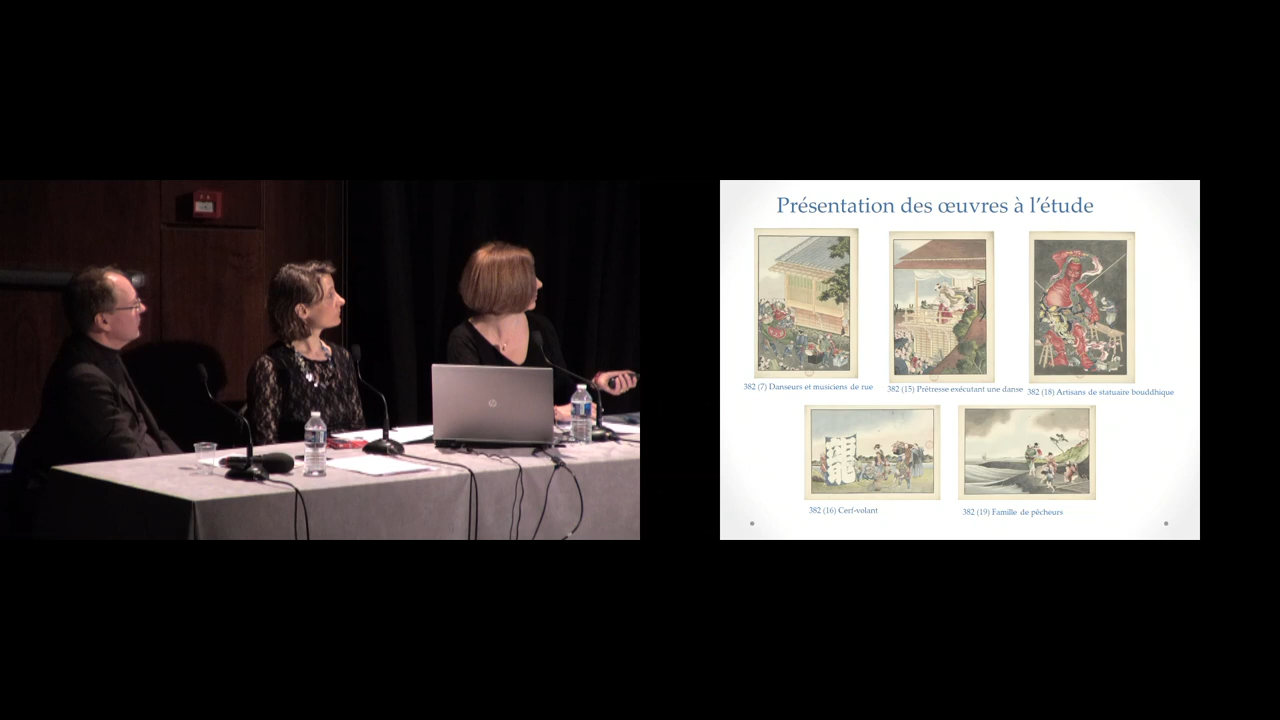 Présentation des œuvres à l'étude
382 (7) Danseurs et musiciens de rue
382 (15) Prêtresse exécutant une danse
382 (18) Artisans de statuaire bouddhique
382 (16) Cerf-volant
382 (19) Famille de pêcheurs
hp